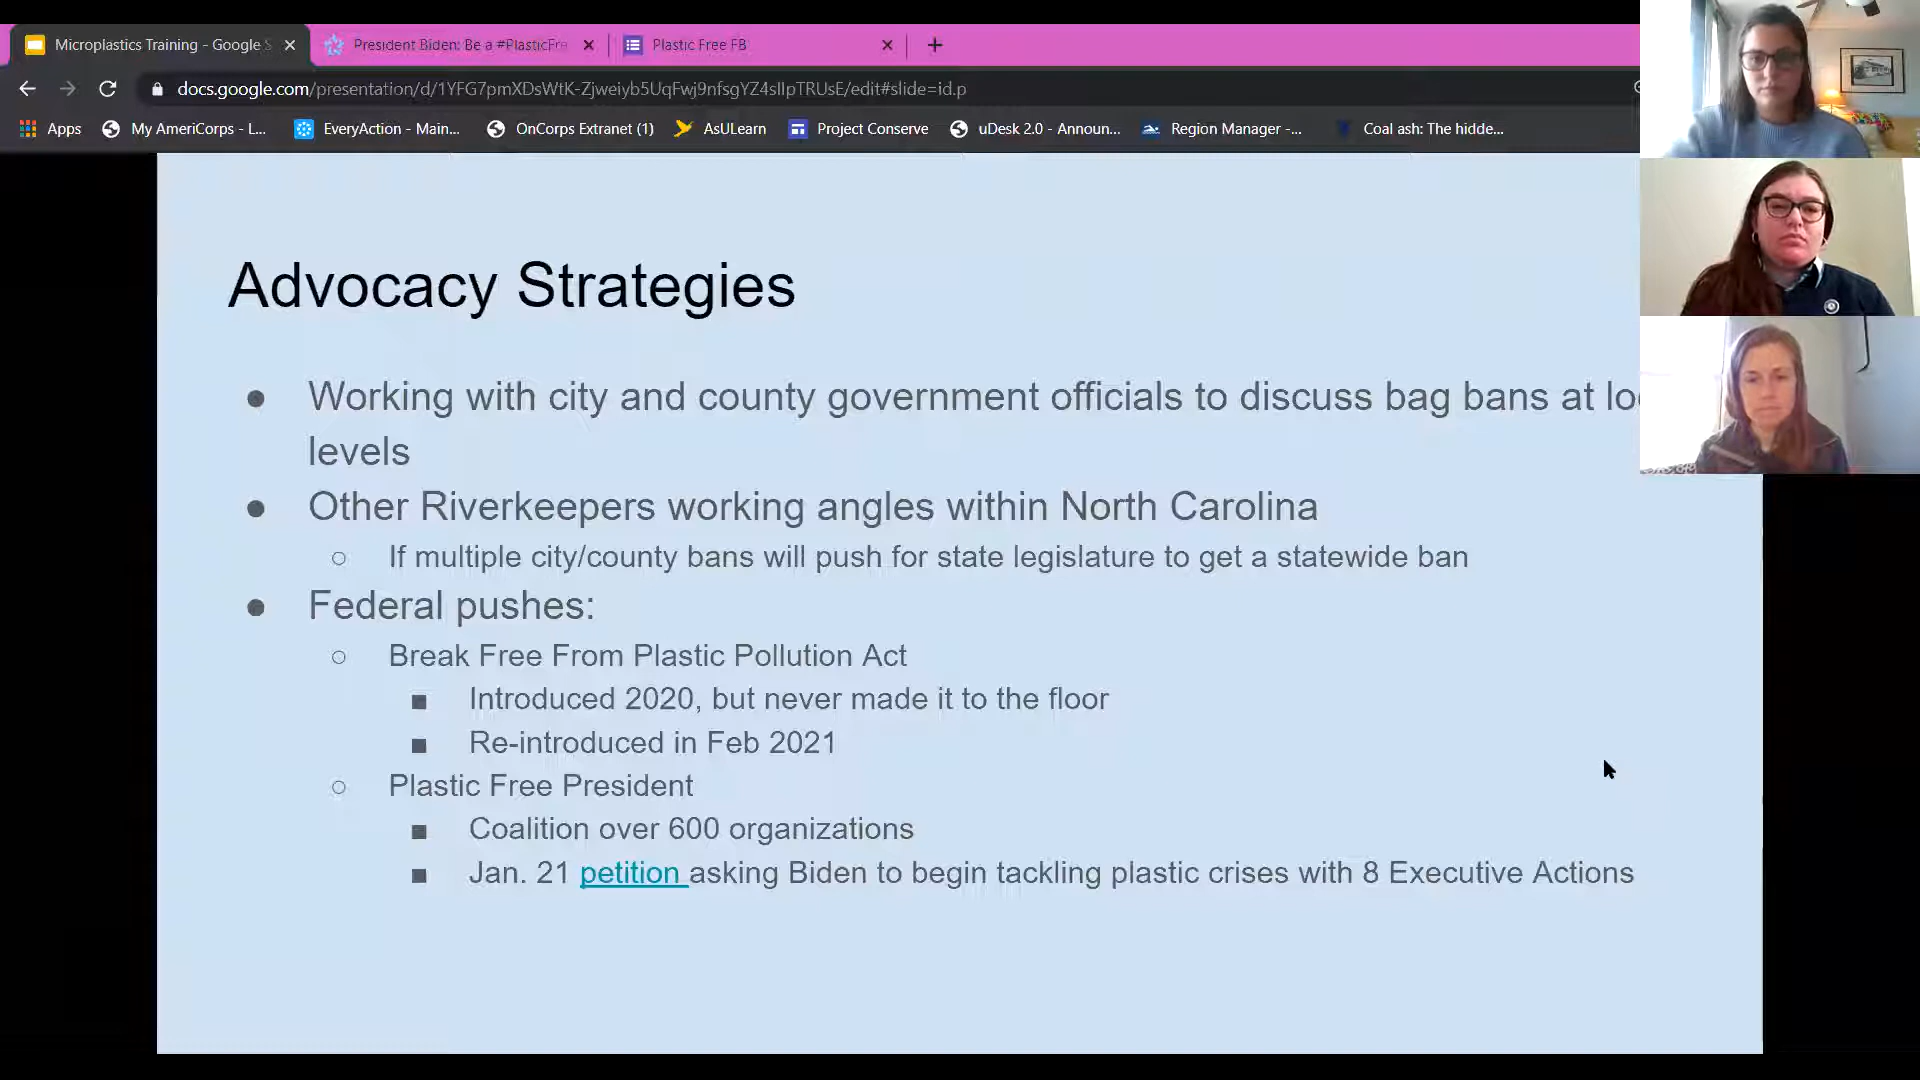 Microplastics Training - Google S
President Biden: Be a #PlasticFre
Plastic Free FB
docs.google.com/presentation/d/1YFG7pmXDsWtK-Zjweiyb5UqFwj9nfsgYZ4slIpTRUsE/edit#slide=id.p
Apps
My AmeriCorps - L...
EveryAction - Main...
OnCorps Extranet (1)
AsULearn
Project Conserve
uDesk 2.0 - Announ...
Region Manager -...
Coal ash: The hidde...
Advocacy Strategies
● Working with city and county government officials to discuss bag bans at lo
levels
● Other Riverkeepers working angles within North Carolina
○ If multiple city/county bans will push for state legislature to get a statewide ban
● Federal pushes:
○ Break Free From Plastic Pollution Act
■ Introduced 2020, but never made it to the floor
■ Re-introduced in Feb 2021
○ Plastic Free President
■ Coalition over 600 organizations
■ Jan. 21 petition asking Biden to begin tackling plastic crises with 8 Executive Actions